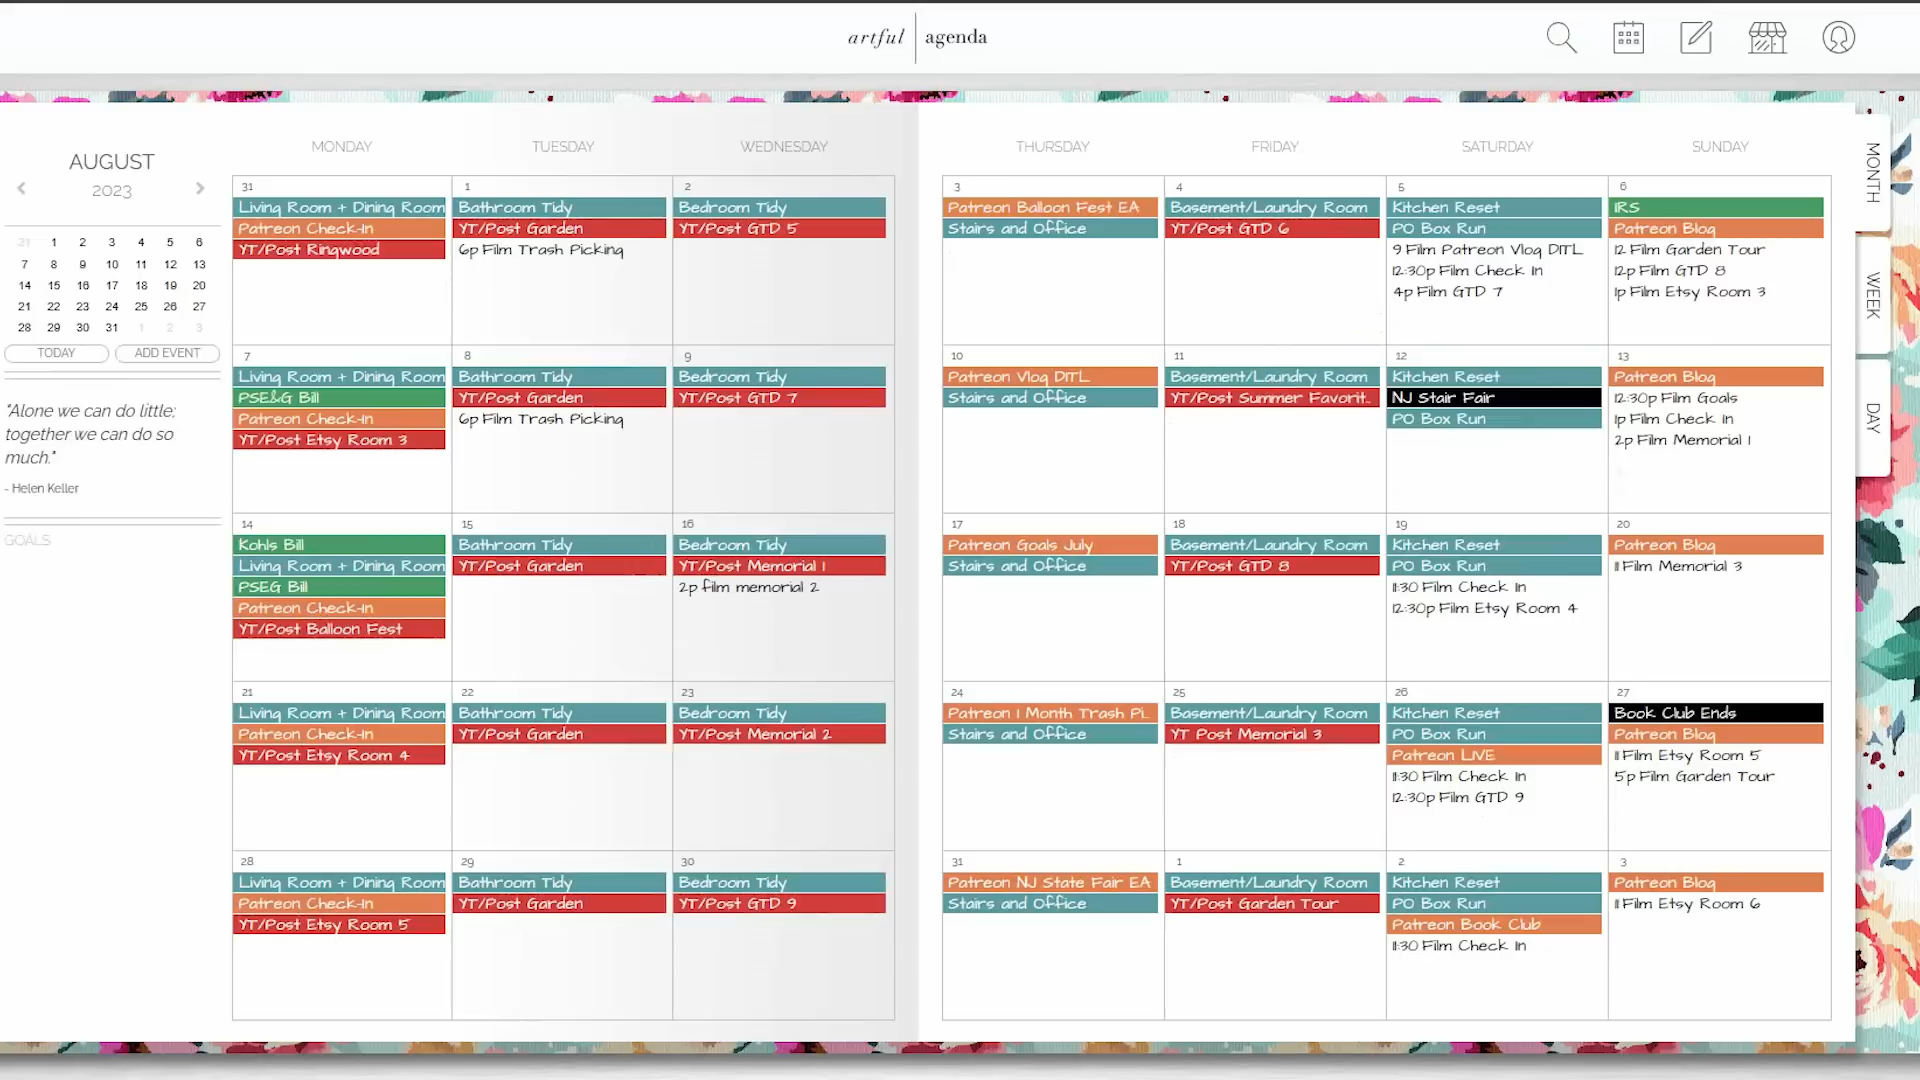 artful | agenda
AUGUST
2023
31 1 2 3 4 5 6
7 8 9 10 11 12 13
14 15 16 17 18 19 20
21 22 23 24 25 26 27
28 29 30 31 1 2 3
TODAY ADD EVENT
"Alone we can do little;
together we can do so
much."
- Helen Keller
GOALS
MONDAY TUESDAY WEDNESDAY THURSDAY FRIDAY SATURDAY SUNDAY
31
Living Room + Dining Room
Patreon Check-In
YT/Post Ringwood
1
Bathroom Tidy
YT/Post Garden
6p Film Trash Picking
2
Bedroom Tidy
YT/Post GTD 5
3
Patreon Balloon Fest EA
Stairs and Office
4
Basement/Laundry Room
YT/Post GTD 6
5
Kitchen Reset
PO Box Run
9 Film Patreon Vlog DITL
12:30p Film Check In
4p Film GTD 7
6
IRS
Patreon Blog
12 Film Garden Tour
12p Film GTD 8
1p Film Etsy Room 3
7
Living Room + Dining Room
PSE&G Bill
Patreon Check-In
YT/Post Etsy Room 3
8
Bathroom Tidy
YT/Post Garden
6p Film Trash Picking
9
Bedroom Tidy
YT/Post GTD 7
10
Patreon Vlog DITL
Stairs and Office
11
Basement/Laundry Room
YT/Post Summer Favorit...
12
Kitchen Reset
NJ Stair Fair
PO Box Run
13
Patreon Blog
12:30p Film Goals
1p Film Check In
2p Film Memorial 1
14
Kohls Bill
Living Room + Dining Room
PSEG Bill
Patreon Check-In
YT/Post Balloon Fest
15
Bathroom Tidy
YT/Post Garden
16
Bedroom Tidy
YT/Post Memorial 1
2p film memorial 2
17
Patreon Goals July
Stairs and Office
18
Basement/Laundry Room
YT/Post GTD 8
19
Kitchen Reset
PO Box Run
11:30 Film Check In
12:30p Film Etsy Room 4
20
Patreon Blog
11 Film Memorial 3
21
Living Room + Dining Room
Patreon Check-In
YT/Post Etsy Room 4
22
Bathroom Tidy
YT/Post Garden
23
Bedroom Tidy
YT/Post Memorial 2
24
Patreon 1 Month Trash Pi...
Stairs and Office
25
Basement/Laundry Room
YT Post Memorial 3
26
Kitchen Reset
PO Box Run
Patreon LIVE
11:30 Film Check In
12:30p Film GTD 9
27
Book Club Ends
Patreon Blog
11 Film Etsy Room 5
5p Film Garden Tour
28
Living Room + Dining Room
Patreon Check-In
YT/Post Etsy Room 5
29
Bathroom Tidy
YT/Post Garden
30
Bedroom Tidy
YT/Post GTD 9
31
Patreon NJ State Fair EA
Stairs and Office
1
Basement/Laundry Room
YT/Post Garden Tour
2
Kitchen Reset
PO Box Run
Patreon Book Club
11:30 Film Check In
3
Patreon Blog
11 Film Etsy Room 6
MONTH
WEEK
DAY